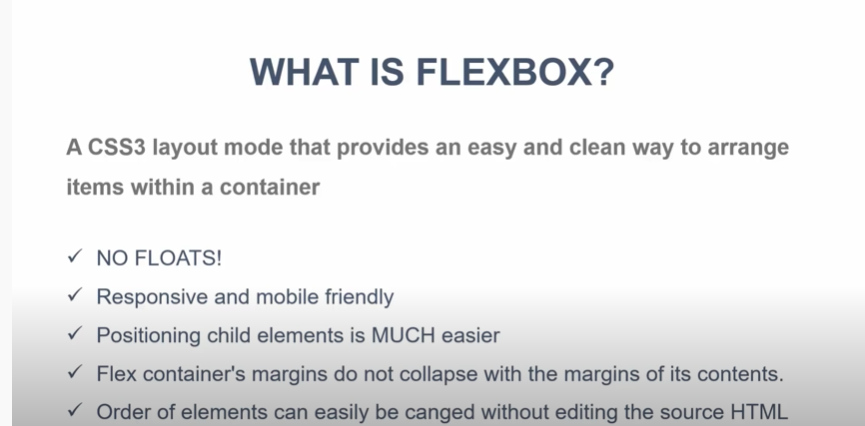 WHAT IS FLEXBOX?
A CSS3 layout mode that provides an easy and clean way to arrange
items within a container
✓ NO FLOATS!
✓ Responsive and mobile friendly
✓ Positioning child elements is MUCH easier
✓ Flex container's margins do not collapse with the margins of its contents.
✓ Order of elements can easily be canged without editing the source HTML